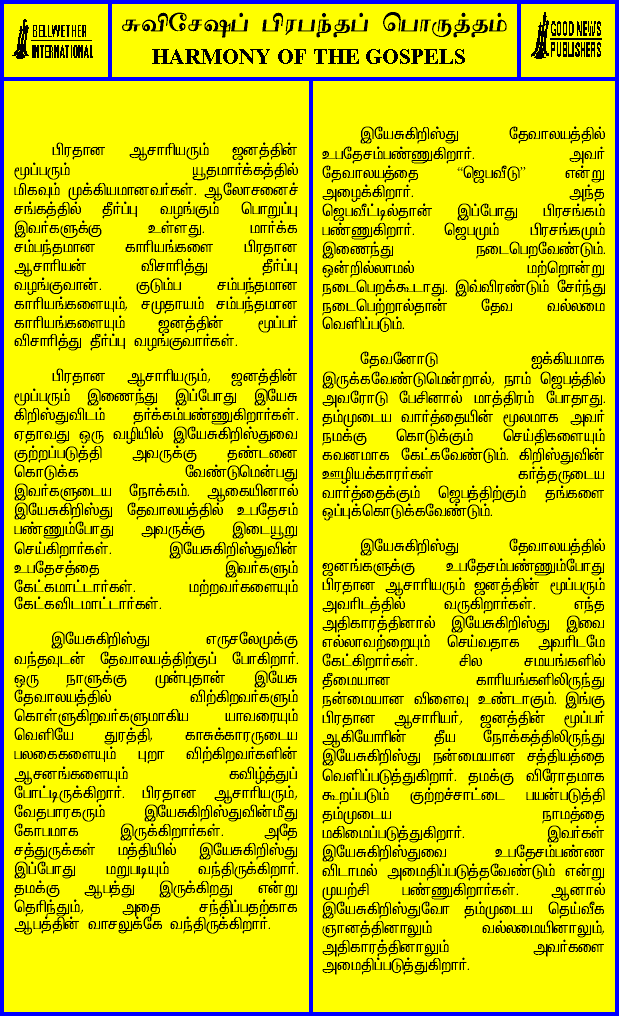 BELLWETHER
INTERNATIONAL
சுவிசேஷப் பிரபந்தப் பொருத்தம்
HARMONY OF THE GOSPELS
GOOD NEWS
PUBLISHERS
பிரதான ஆசாரியரும் ஜனத்தின்
மூப்பரும் யூதமார்க்கத்தில்
மிகவும் முக்கியமானவர்கள். ஆலோசனைச்
சங்கத்தில் தீர்ப்பு வழங்கும் பொறுப்பு
இவர்களுக்கு உள்ளது. மார்க்க
சம்பந்தமான காரியங்களை பிரதான
ஆசாரியன் விசாரித்து தீர்ப்பு
வழங்குவான். குடும்ப சம்பந்தமான
காரியங்களையும், சமுதாயம் சம்பந்தமான
காரியங்களையும் ஜனத்தின் மூப்பர்
விசாரித்து தீர்ப்பு வழங்குவார்கள்.
பிரதான ஆசாரியரும், ஜனத்தின்
மூப்பரும் இணைந்து இப்போது இயேசு
கிறிஸ்துவிடம் தர்க்கம்பண்ணுகிறார்கள்.
ஏதாவது ஒரு வழியில் இயேசுகிறிஸ்துவை
குற்றப்படுத்தி அவருக்கு தண்டனை
கொடுக்க வேண்டுமென்பது
இவர்களுடைய நோக்கம். ஆகையினால்
இயேசுகிறிஸ்து தேவாலயத்தில் உபதேசம்
பண்ணும்போது அவருக்கு இடையூறு
செய்கிறார்கள். இயேசுகிறிஸ்துவின்
உபதேசத்தை இவர்களும்
கேட்கமாட்டார்கள். மற்றவர்களையும்
கேட்கவிடமாட்டார்கள்.
இயேசுகிறிஸ்து எருசலேமுக்கு
வந்தவுடன் தேவாலயத்திற்குப் போகிறார்.
ஒரு நாளுக்கு முன்புதான் இயேசு
தேவாலயத்தில் விற்கிறவர்களும்
கொள்ளுகிறவர்களுமாகிய யாவரையும்
வெளியே துரத்தி, காசுக்காரருடைய
பலகைகளையும் புறா விற்கிறவர்களின்
ஆசனங்களையும் கவிழ்த்துப்
போட்டிருக்கிறார். பிரதான ஆசாரியரும்,
வேதபாரகரும் இயேசுகிறிஸ்துவின்மீது
கோபமாக இருக்கிறார்கள். அதே
சத்துருக்கள் மத்தியில் இயேசுகிறிஸ்து
இப்போது மறுபடியும் வந்திருக்கிறார்.
தமக்கு ஆபத்து இருக்கிறது என்று
தெரிந்தும், அதை சந்திப்பதற்காக
ஆபத்தின் வாசலுக்கே வந்திருக்கிறார்.
இயேசுகிறிஸ்து தேவாலயத்தில்
உபதேசம்பண்ணுகிறார். அவர்
தேவாலயத்தை “ஜெபவீடு” என்று
அழைக்கிறார். அந்த
ஜெபவீட்டில்தான் இப்போது பிரசங்கம்
பண்ணுகிறார். ஜெபமும் பிரசங்கமும்
இணைந்து நடைபெறவேண்டும்.
ஒன்றில்லாமல் மற்றொன்று
நடைபெறக்கூடாது. இவ்விரண்டும் சேர்ந்து
நடைபெற்றால்தான் தேவ வல்லமை
வெளிப்படும்.
தேவனோடு ஐக்கியமாக
இருக்கவேண்டுமென்றால், நாம் ஜெபத்தில்
அவரோடு பேசினால் மாத்திரம் போதாது.
தம்முடைய வார்த்தையின் மூலமாக அவர்
நமக்கு கொடுக்கும் செய்திகளையும்
கவனமாக கேட்கவேண்டும். கிறிஸ்துவின்
ஊழியக்காரர்கள் கர்த்தருடைய
வார்த்தைக்கும் ஜெபத்திற்கும் தங்களை
ஒப்புக்கொடுக்கவேண்டும்.
இயேசுகிறிஸ்து தேவாலயத்தில்
ஜனங்களுக்கு உபதேசம்பண்ணும்போது
பிரதான ஆசாரியரும் ஜனத்தின் மூப்பரும்
அவரிடத்தில் வருகிறார்கள். எந்த
அதிகாரத்தினால் இயேசுகிறிஸ்து இவை
எல்லாவற்றையும் செய்வதாக அவரிடமே
கேட்கிறார்கள். சில சமயங்களில்
தீமையான காரியங்களிலிருந்து
நன்மையான விளைவு உண்டாகும். இங்கு
பிரதான ஆசாரியர், ஜனத்தின் மூப்பர்
ஆகியோரின் தீய நோக்கத்திலிருந்து
இயேசுகிறிஸ்து நன்மையான சத்தியத்தை
வெளிப்படுத்துகிறார். தமக்கு விரோதமாக
கூறப்படும் குற்றச்சாட்டை பயன்படுத்தி
தம்முடைய நாமத்தை
மகிமைப்படுத்துகிறார். இவர்கள்
இயேசுகிறிஸ்துவை உபதேசம்பண்ண
விடாமல் அமைதிப்படுத்தவேண்டும் என்று
முயற்சி பண்ணுகிறார்கள். ஆனால்
இயேசுகிறிஸ்துவோ தம்முடைய தெய்வீக
ஞானத்தினாலும் வல்லமையினாலும்,
அதிகாரத்தினாலும் அவர்களை
அமைதிப்படுத்துகிறார்.